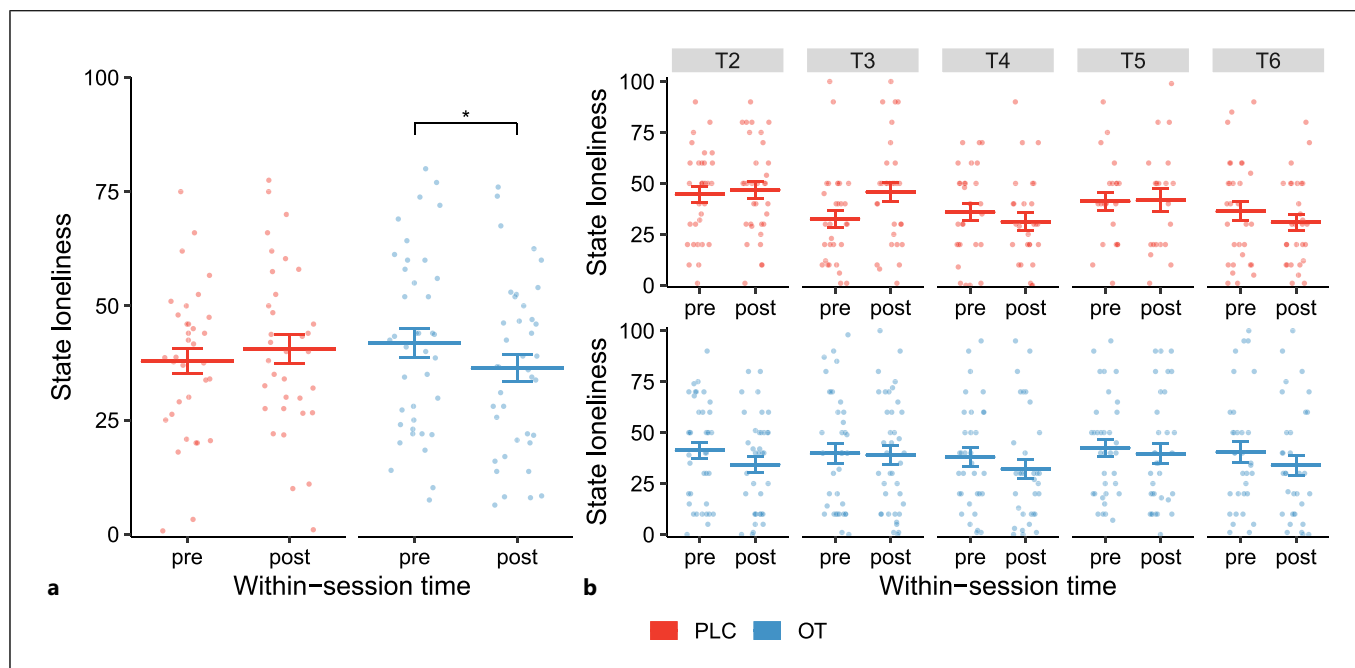 T2 T3 T4 T5 T6
State loneliness
100
75
50
25
0
*
pre post pre post
Within−session time
a
State loneliness
100
75
50
25
0
pre post pre post pre post pre post pre post
State loneliness
100
75
50
25
0
pre post pre post pre post pre post pre post
Within−session time
b
PLC OT